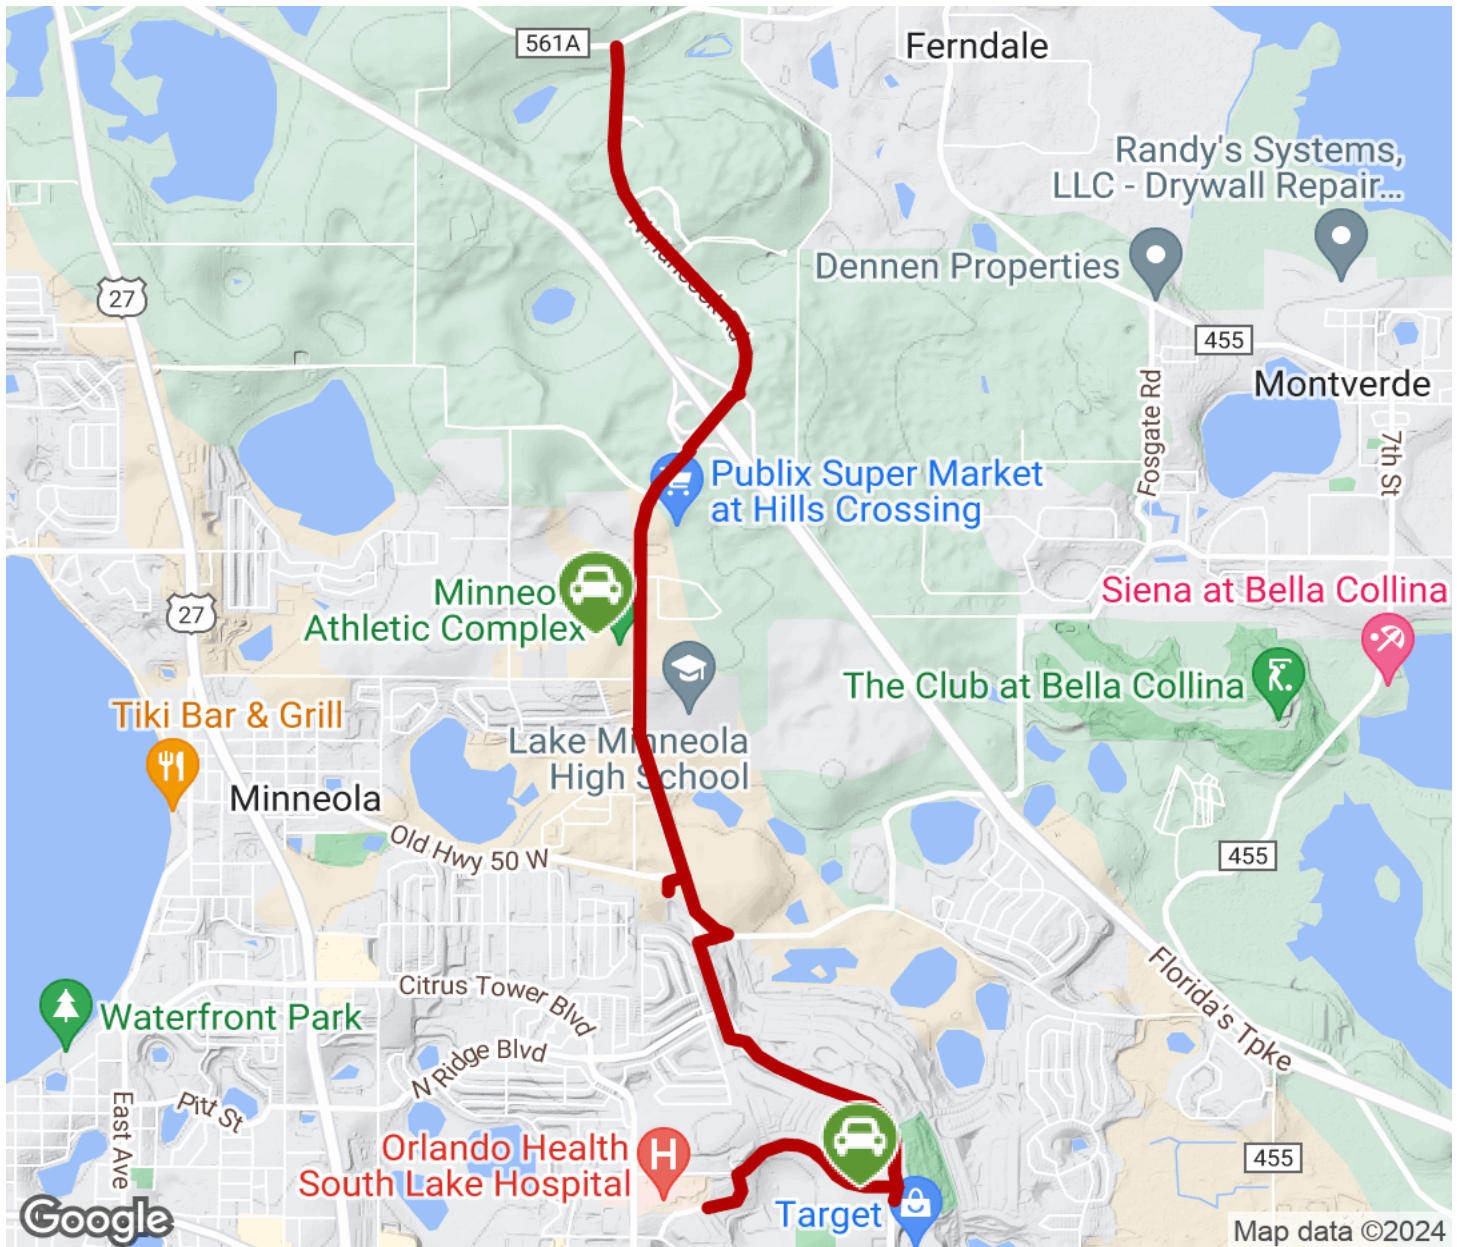 561A
Ferndale
Randy's Systems,
LLC - Drywall Repair...
Dennen Properties
27
N Hancock Rd
455
Montverde
Fosgate Rd
7th St
Publix Super Market
at Hills Crossing
Minneo
Athletic Complex
27
Siena at Bella Collina
The Club at Bella Collina
Tiki Bar & Grill
Lake Minneola
High School
Minneola
Old Hwy 50 W
455
Florida's Tpke
Citrus Tower Blvd
Waterfront Park
N Ridge Blvd
East Ave
Pitt St
Orlando Health
South Lake Hospital
H
455
Target
Google
Map data ©2024